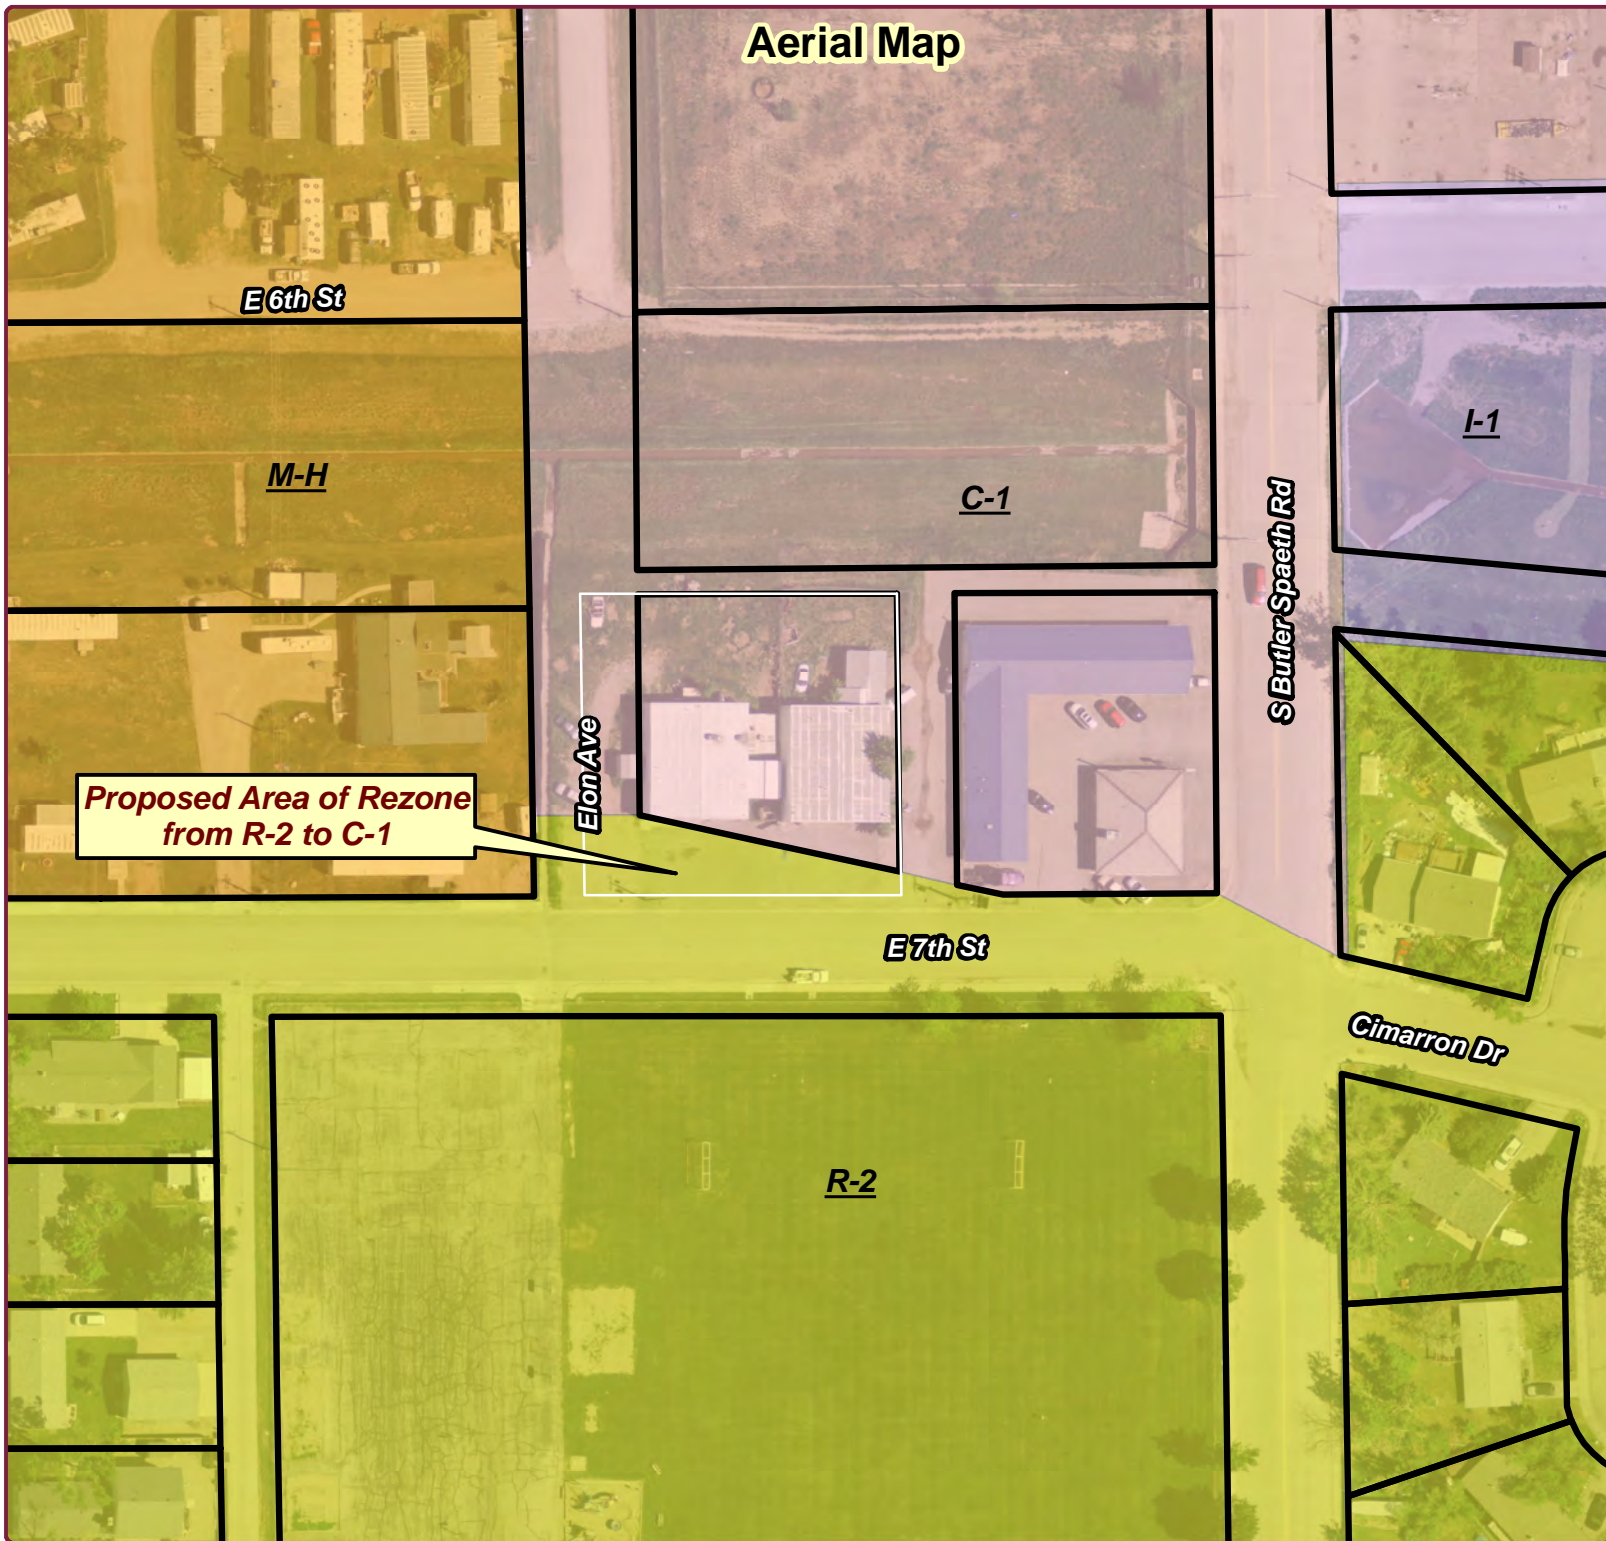 Aerial Map
E 6th St
M-H
C-1
I-1
S Butler Spaeth Rd
Elon Ave
Proposed Area of Rezone
from R-2 to C-1
E 7th St
Cimarron Dr
R-2